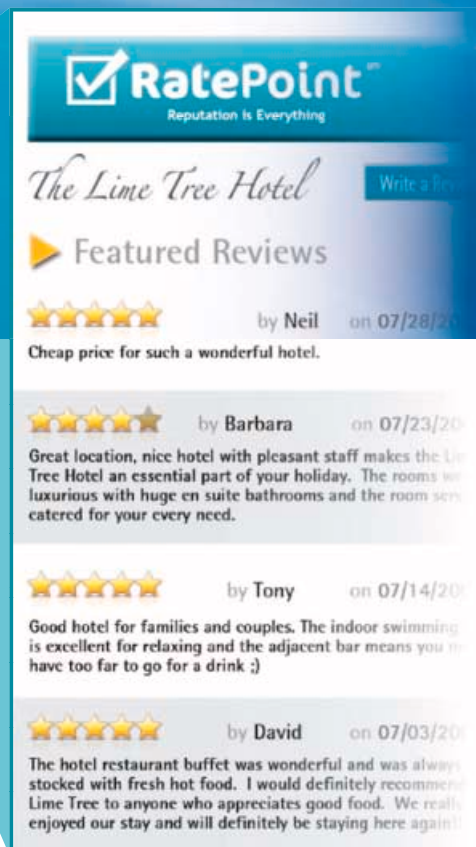 RatePoint
Reputation is Everything
The Lime Tree Hotel
Write a
Featured Reviews
by Neil on 07/28/20
Cheap price for such a wonderful hotel.
by Barbara on 07/23/20
Great location, nice hotel with pleasant staff makes the
Tree Hotel an essential part of your holiday. The rooms
luxurious with huge en suite bathrooms and the room
catered for your every need.
by Tony on 07/14/20
Good hotel for families and couples. The indoor swimming
is excellent for relaxing and the adjacent bar means you
have too far to go for a drink ;)
by David on 07/03/20
The hotel restaurant buffet was wonderful and was always
stocked with fresh hot food. I would definitely recommend
Lime Tree to anyone who appreciates good food. We really
enjoyed our stay and will definitely be staying here again!